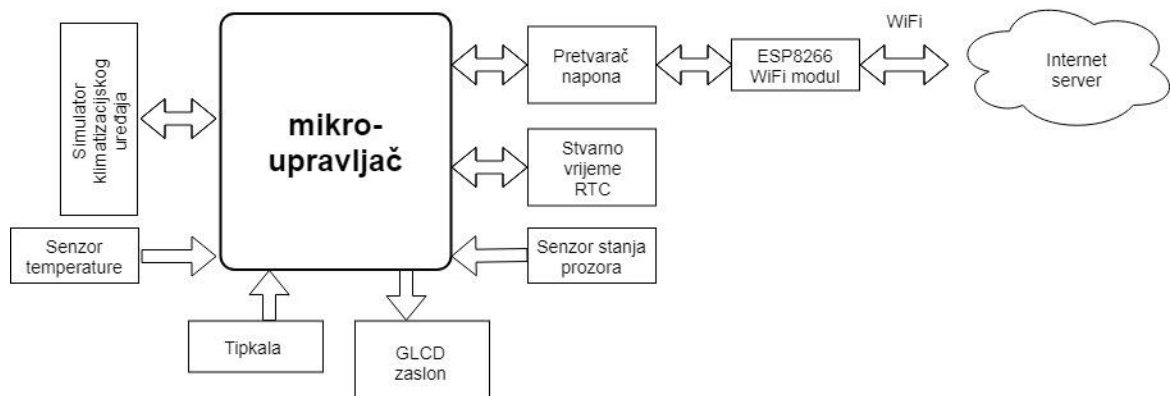 Simulator
klimatizacijskog
uređaja
mikro-
upravljač
Pretvarač
napona
ESP8266
WiFi modul
WiFi
Internet
server
Stvarno
vrijeme
RTC
Senzor
temperature
Senzor stanja
prozora
Tipkala
GLCD
zaslon